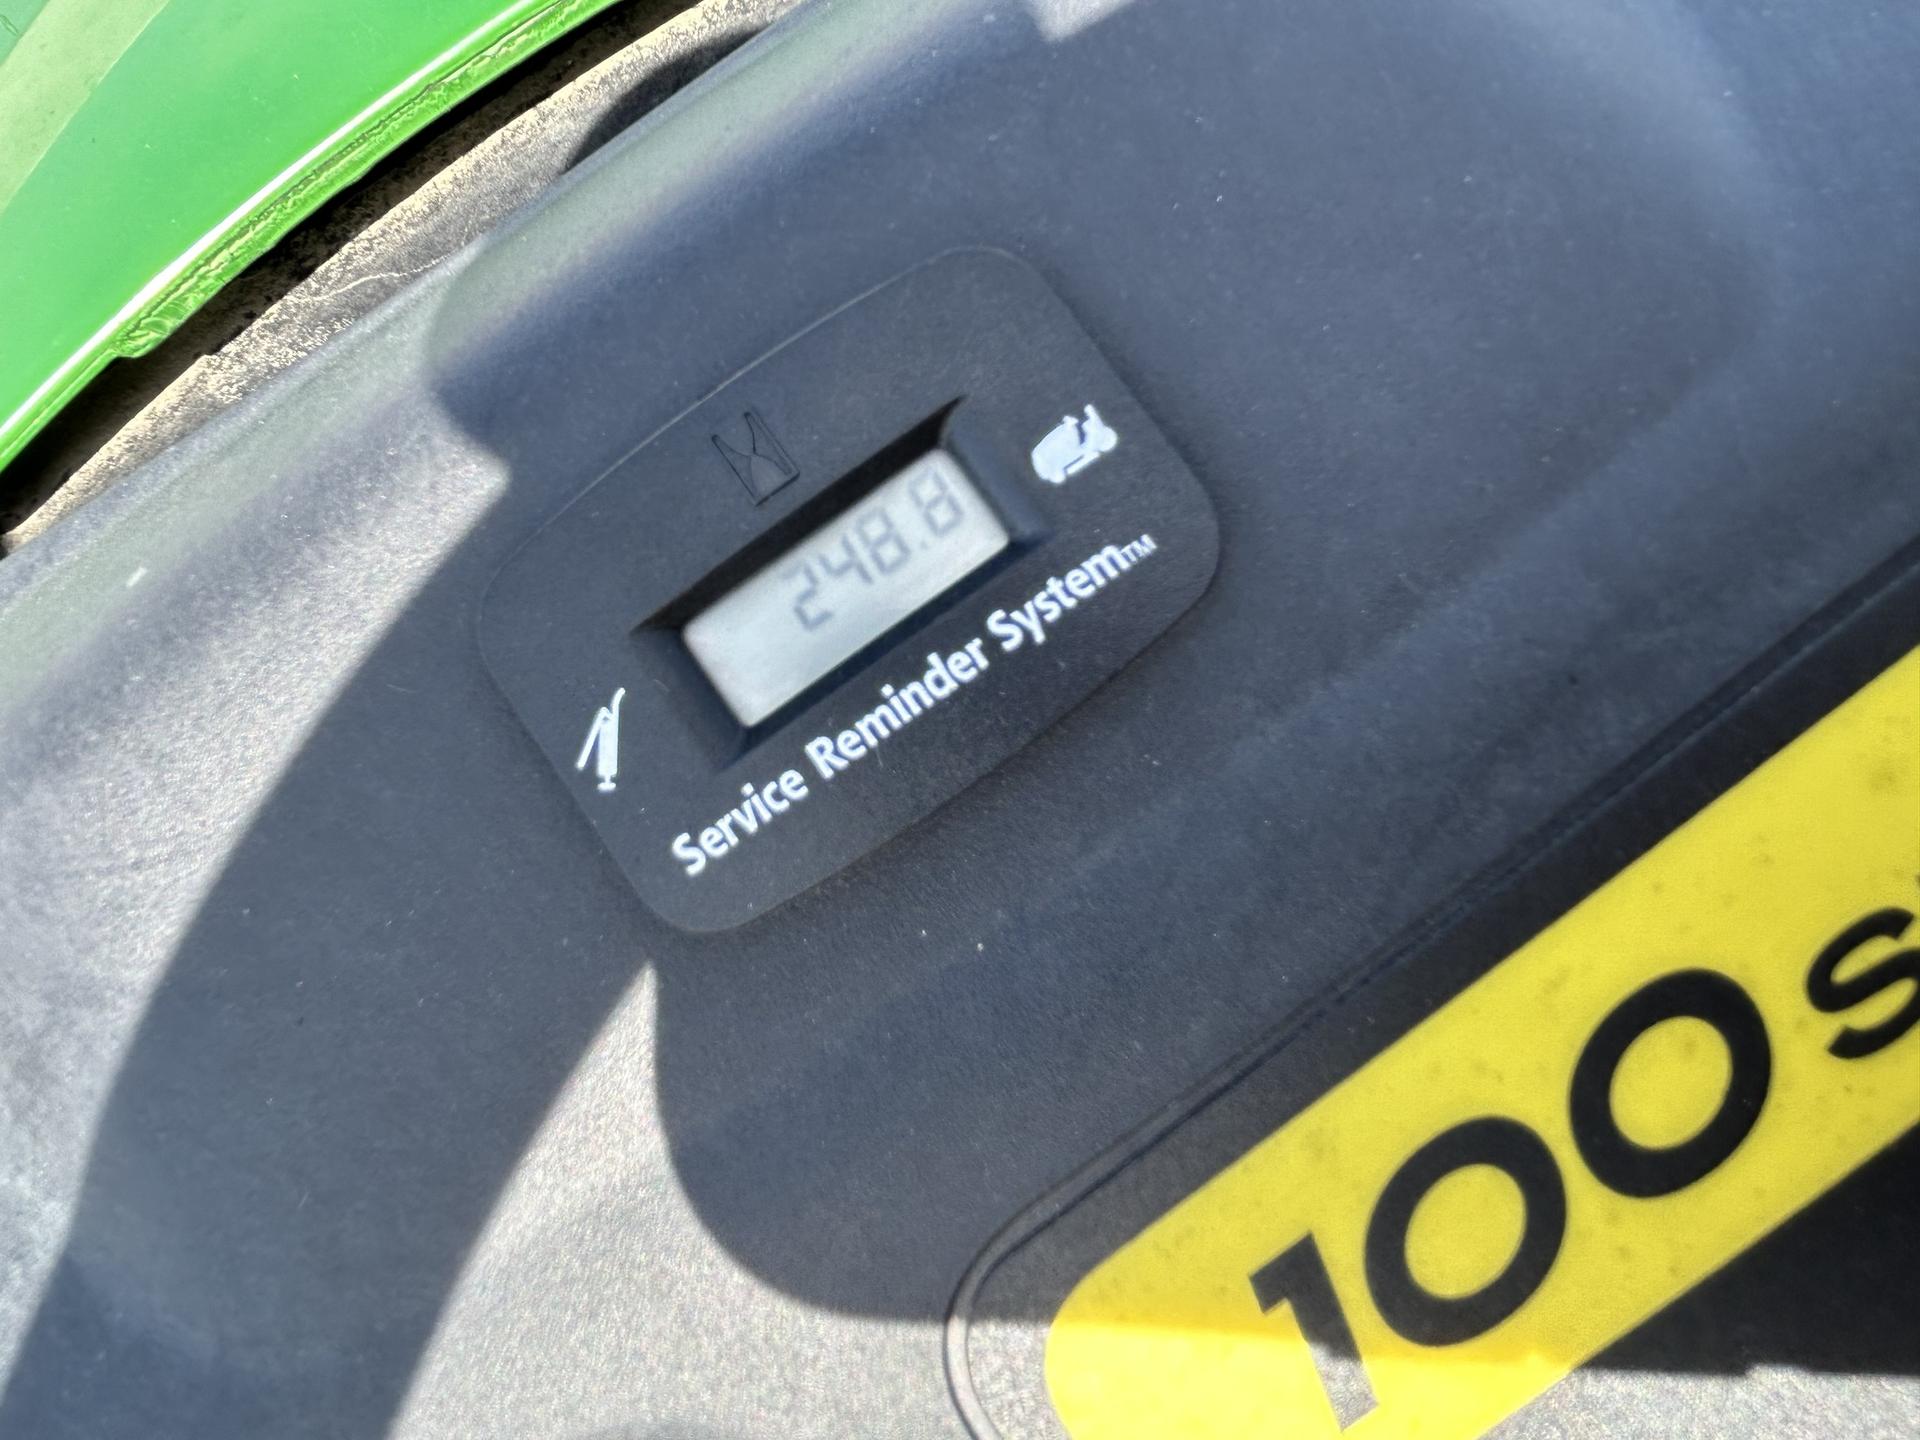 248.8
Service Reminder System™
100 S